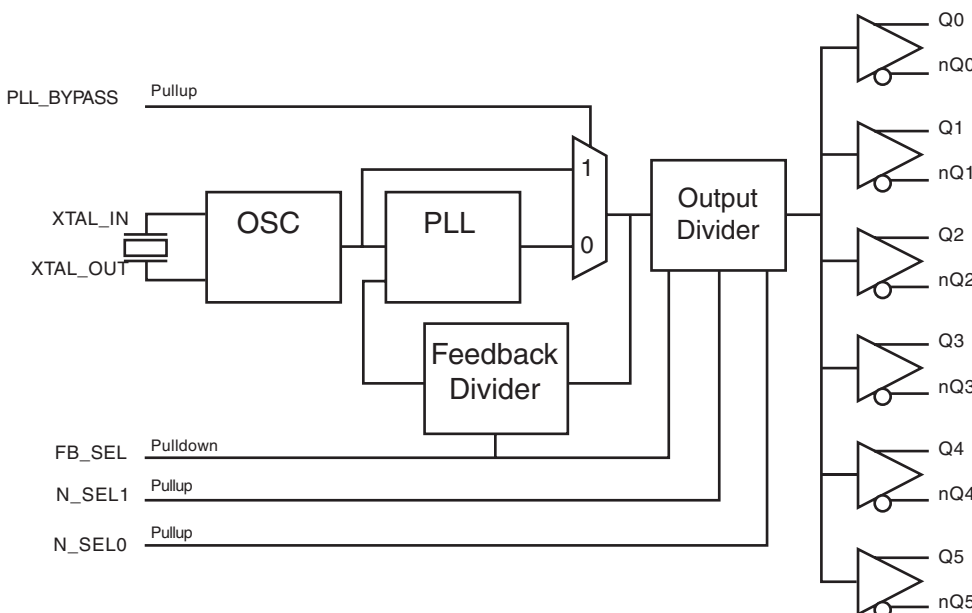 PLL_BYPASS
Pullup
XTAL_IN
XTAL_OUT
OSC
PLL
1
0
Output
Divider
Feedback
Divider
FB_SEL
Pulldown
N_SEL1
Pullup
N_SEL0
Pullup
Q0
nQ0
Q1
nQ1
Q2
nQ2
Q3
nQ3
Q4
nQ4
Q5
nQ5